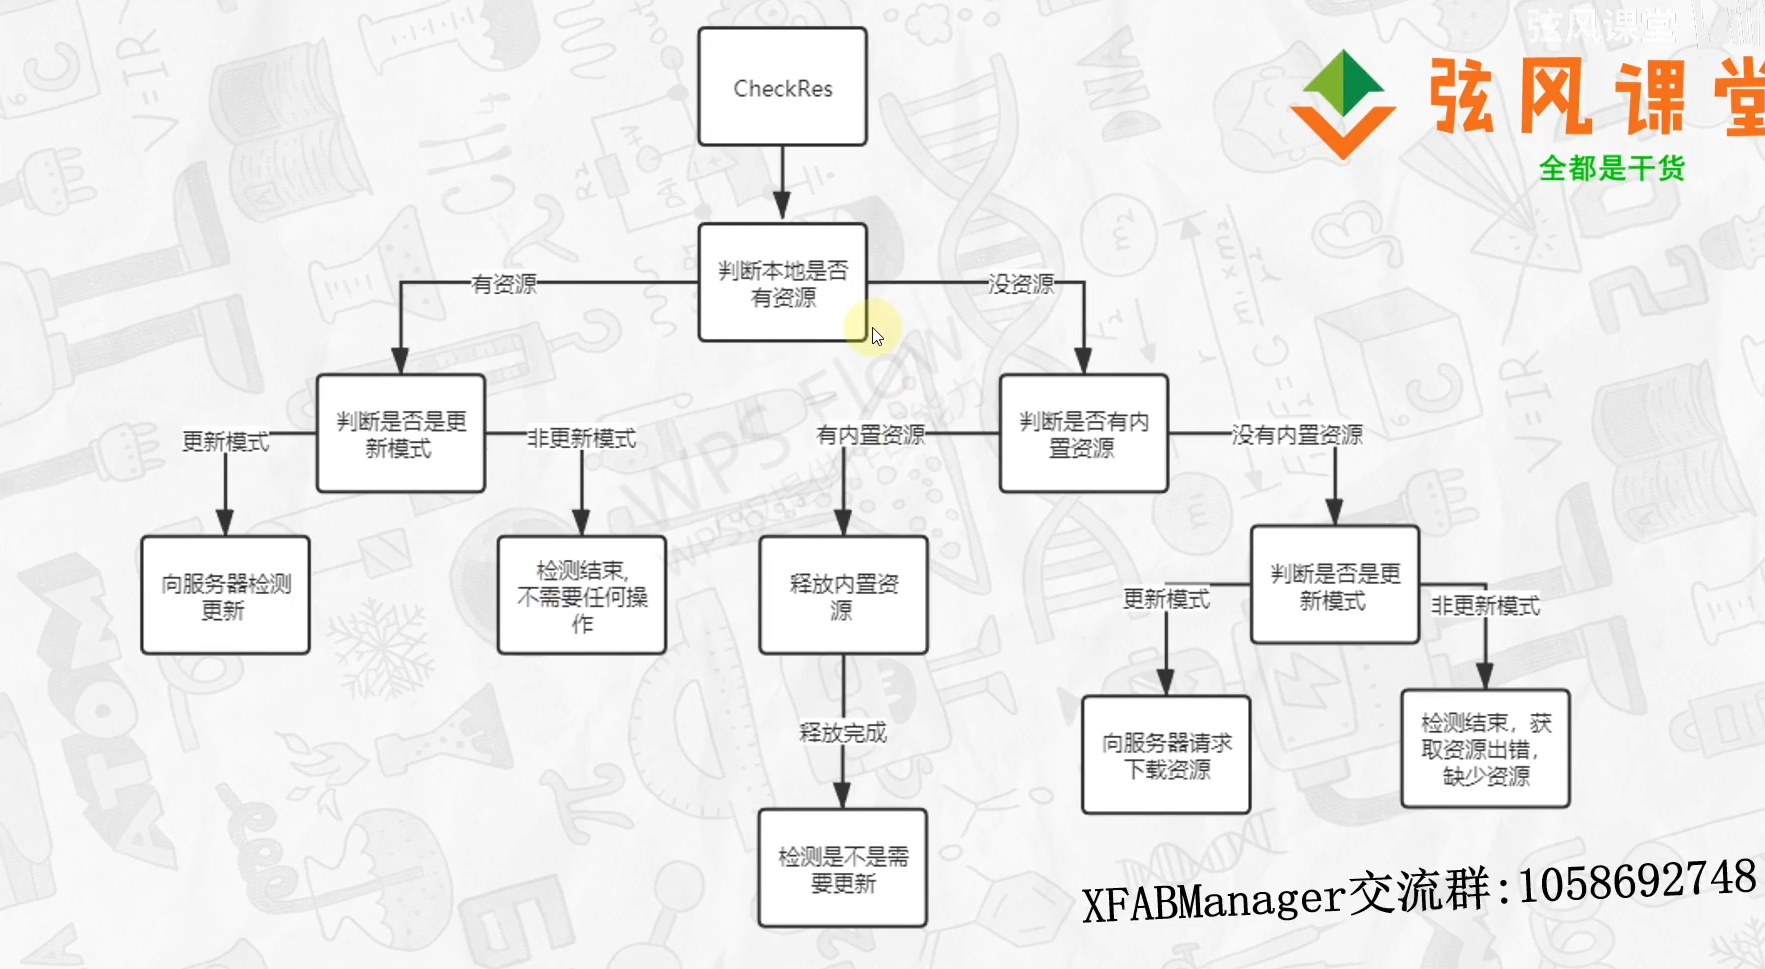 弦风课堂
弦风课堂
全都是干货
CheckRes
判断本地是否
有资源
有资源
没资源
判断是否是更
新模式
判断是否有内
置资源
更新模式
非更新模式
有内置资源
没有内置资源
向服务器检测
更新
检测结束,
不需要任何操
作
释放内置资
源
判断是否是更
新模式
更新模式
非更新模式
释放完成
向服务器请求
下载资源
检测结束，获
取资源出错，
缺少资源
检测是不是需
要更新
XFABManager交流群:1058692748
WPS Flow